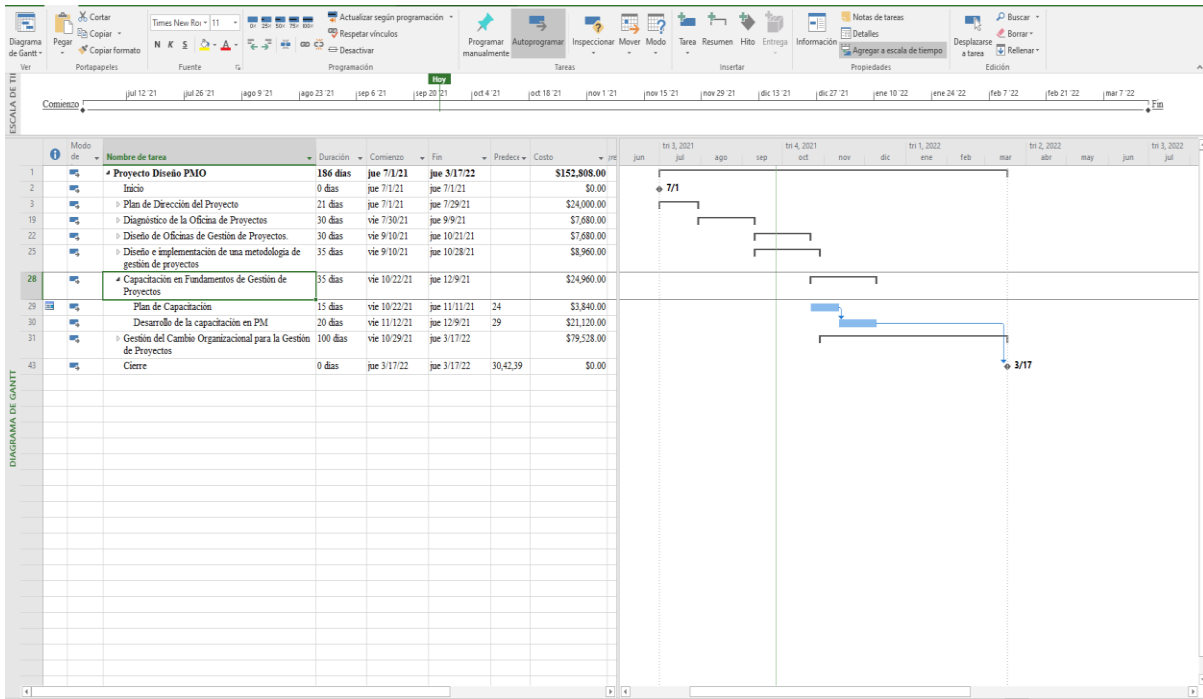 Diagrama de Gantt
Ver
Pegar
Cortar
Copiar
Copiar formato
Portapapeles
Times New Roi
11
N K S
Fuente
0% 25% 50% 75% 100%
Actualizar según programación
Respetar vínculos
Desactivar
Programación
Programar manualmente
Autoprogramar
Inspeccionar
Mover
Modo
Tareas
Tarea
Resumen
Hito
Entrega
Insertar
Información
Notas de tareas
Detalles
Agregar a escala de tiempo
Propiedades
Desplazarse a tarea
Buscar
Borrar
Rellenar
Edición
ESCALA DE TII
Hoy
jul 12 '21 jul 26 '21 ago 9 '21 ago 23 '21 sep 6 '21 sep 20 '21 oct 4 '21 oct 18 '21 nov 1 '21 nov 15 '21 nov 29 '21 dic 13 '21 dic 27 '21 ene 10 '22 ene 24 '22 feb 7 '22 feb 21 '22 mar 7 '22
Comienzo
Fin
DIAGRAMA DE GANTT
Modo de Nombre de tarea Duración Comienzo Fin Predece Costo
tri 3, 2021 tri 4, 2021 tri 1, 2022 tri 2, 2022 tri 3, 2022
jun jul ago sep oct nov dic ene feb mar abr may jun jul
1 Proyecto Diseño PMO 186 días jue 7/1/21 jue 3/17/22 $152,808.00
2 Inicio 0 días jue 7/1/21 jue 7/1/21 $0.00
7/1
3 Plan de Dirección del Proyecto 21 días jue 7/1/21 jue 7/29/21 $24,000.00
19 Diagnóstico de la Oficina de Proyectos 30 días vie 7/30/21 jue 9/9/21 $7,680.00
22 Diseño de Oficinas de Gestión de Proyectos. 30 días vie 9/10/21 jue 10/21/21 $7,680.00
25 Diseño e implementación de una metodología de 35 días vie 9/10/21 jue 10/28/21 $8,960.00
gestión de proyectos
28 Capacitación en Fundamentos de Gestión de 35 días vie 10/22/21 jue 12/9/21 $24,960.00
Proyectos
29 Plan de Capacitación 15 días vie 10/22/21 jue 11/11/21 24 $3,840.00
30 Desarrollo de la capacitación en PM 20 días vie 11/12/21 jue 12/9/21 29 $21,120.00
31 Gestión del Cambio Organizacional para la Gestión 100 días vie 10/29/21 jue 3/17/22 $79,528.00
de Proyectos
43 Cierre 0 días jue 3/17/22 jue 3/17/22 30,42,39 $0.00
3/17